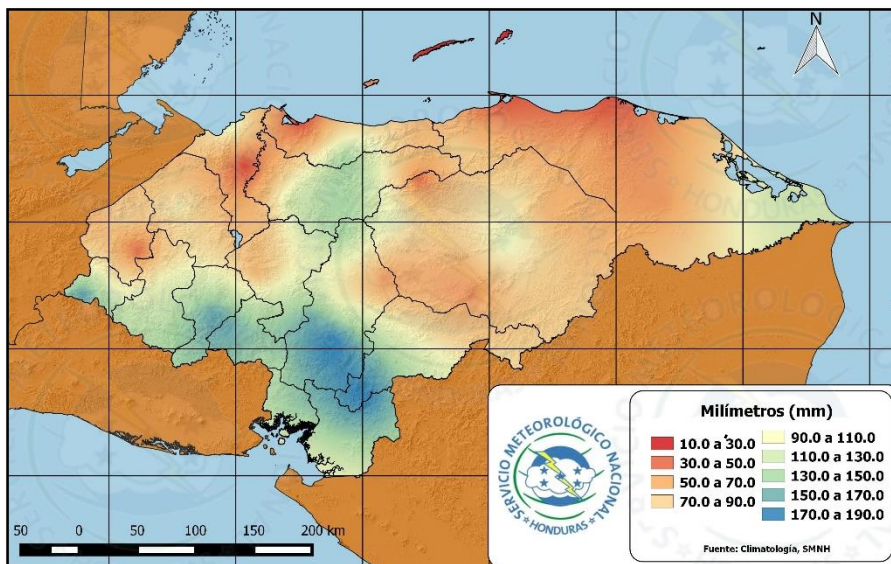 N
50 0 50 100 150 200 km
SERVICIO METEOROLÓGICO NACIONAL
★ HONDURAS ★
Milímetros (mm)
10.0 a 30.0
30.0 a 50.0
50.0 a 70.0
70.0 a 90.0
90.0 a 110.0
110.0 a 130.0
130.0 a 150.0
150.0 a 170.0
170.0 a 190.0
Fuente: Climatología, SMNH